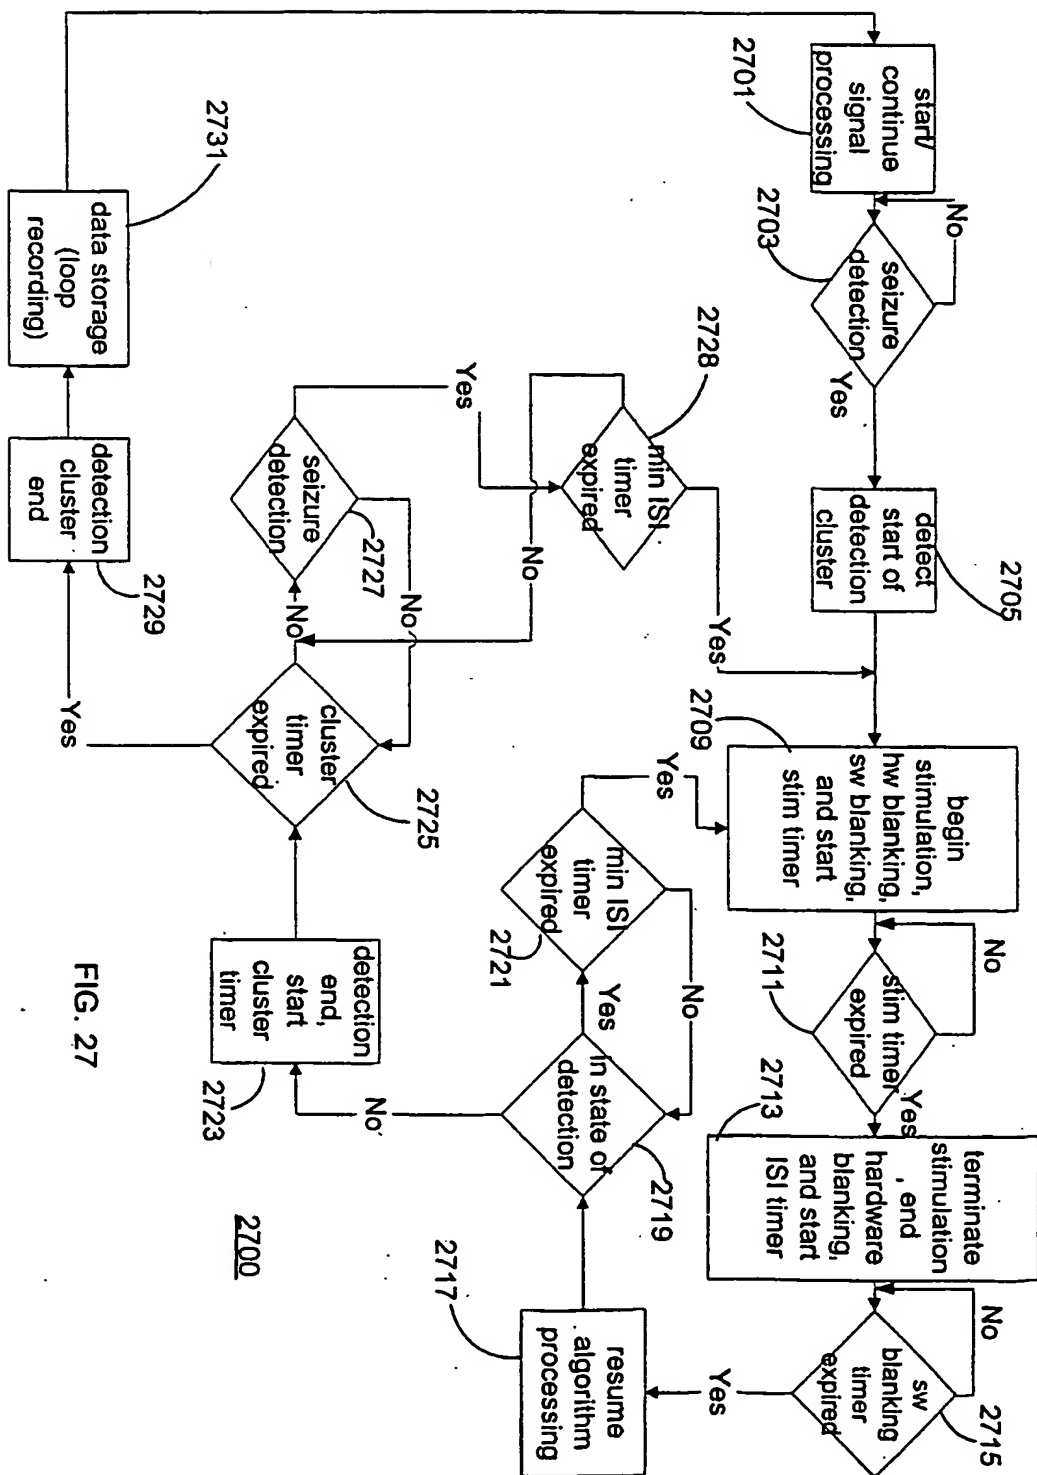 start/
continue
signal
processing
2701
No
seizure
detection
2703
Yes
detect
start of
detection
cluster
2705
begin
stimulation,
hw blanking,
sw blanking,
and start
stim timer
2709
No
stim timer
expired
2711
Yes
terminate
stimulation
, end
hardware
blanking,
and start
ISI timer
2713
No
sw
blanking
timer
expired
2715
Yes
resume
algorithm
processing
2717
In state of
detection
2719
Yes
No
min ISI
timer
expired
2721
Yes
No
detection
end,
start
cluster
timer
2723
cluster
timer
expired
2725
No
Yes
seizure
detection
2727
No
Yes
min ISI
timer
expired
2728
Yes
No
detection
cluster
end
2729
data storage
(loop
recording)
2731
2700
FIG. 27